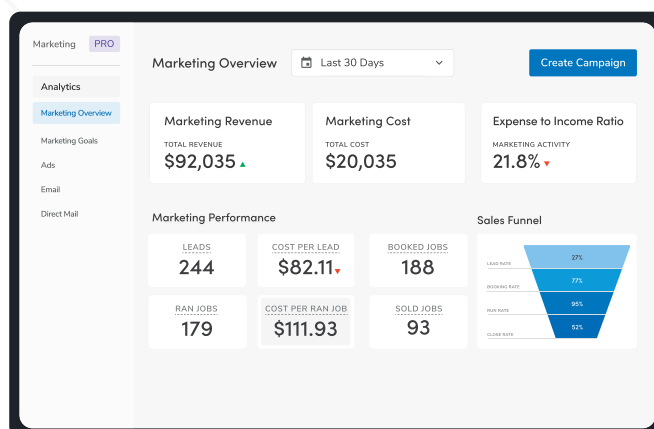 Marketing PRO
Analytics
Marketing Overview
Marketing Goals
Ads
Email
Direct Mail
Marketing Overview
Last 30 Days
Create Campaign
Marketing Revenue
TOTAL REVENUE
$92,035
Marketing Cost
TOTAL COST
$20,035
Expense to Income Ratio
MARKETING ACTIVITY
21.8%
Marketing Performance
LEADS
244
COST PER LEAD
$82.11
BOOKED JOBS
188
RAN JOBS
179
COST PER RAN JOB
$111.93
SOLD JOBS
93
Sales Funnel
LEAD RATE
27%
BOOKING RATE
77%
RUN RATE
95%
CLOSE RATE
52%